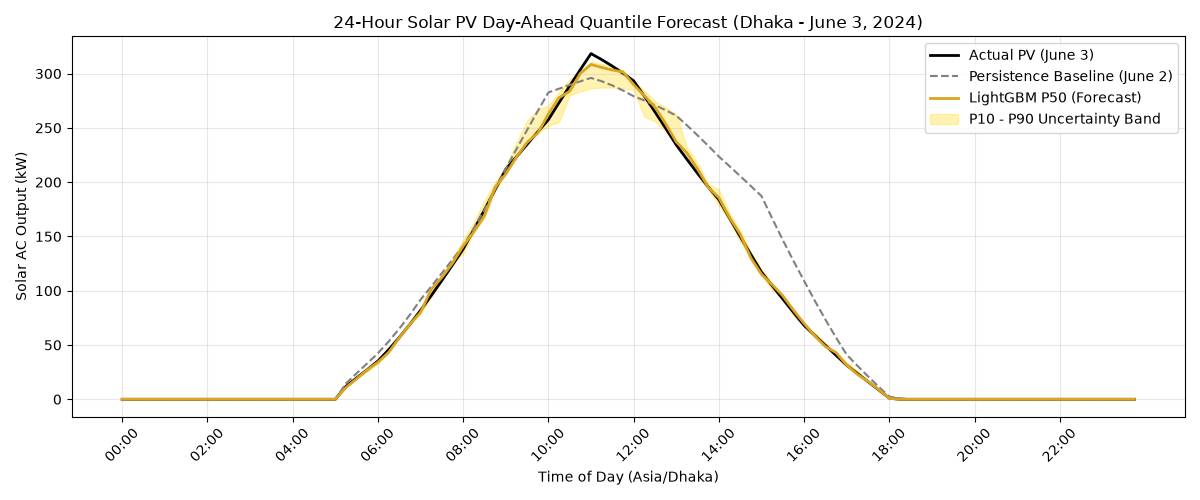 24-Hour Solar PV Day-Ahead Quantile Forecast (Dhaka - June 3, 2024)
Actual PV (June 3)
Persistence Baseline (June 2)
LightGBM P50 (Forecast)
P10 - P90 Uncertainty Band
Solar AC Output (kW)
300
250
200
150
100
50
0
00:00
02:00
04:00
06:00
08:00
10:00
12:00
14:00
16:00
18:00
20:00
22:00
Time of Day (Asia/Dhaka)